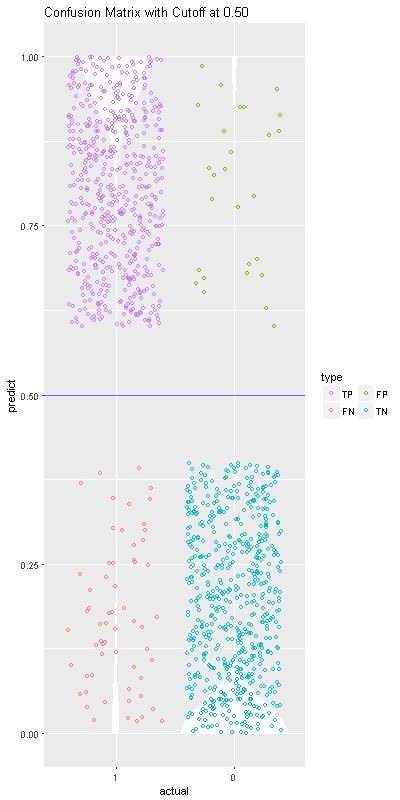 Confusion Matrix with Cutoff at 0.50
1.00
0.75
0.50
0.25
0.00
predict
1 0
actual
type
TP FP
FN TN